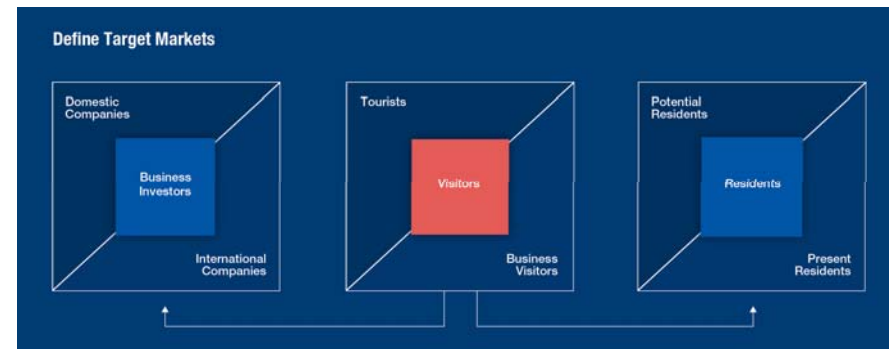 Define Target Markets
Domestic
Companies
Business
Investors
International
Companies
Tourists
Visitors
Business
Visitors
Potential
Residents
Residents
Present
Residents